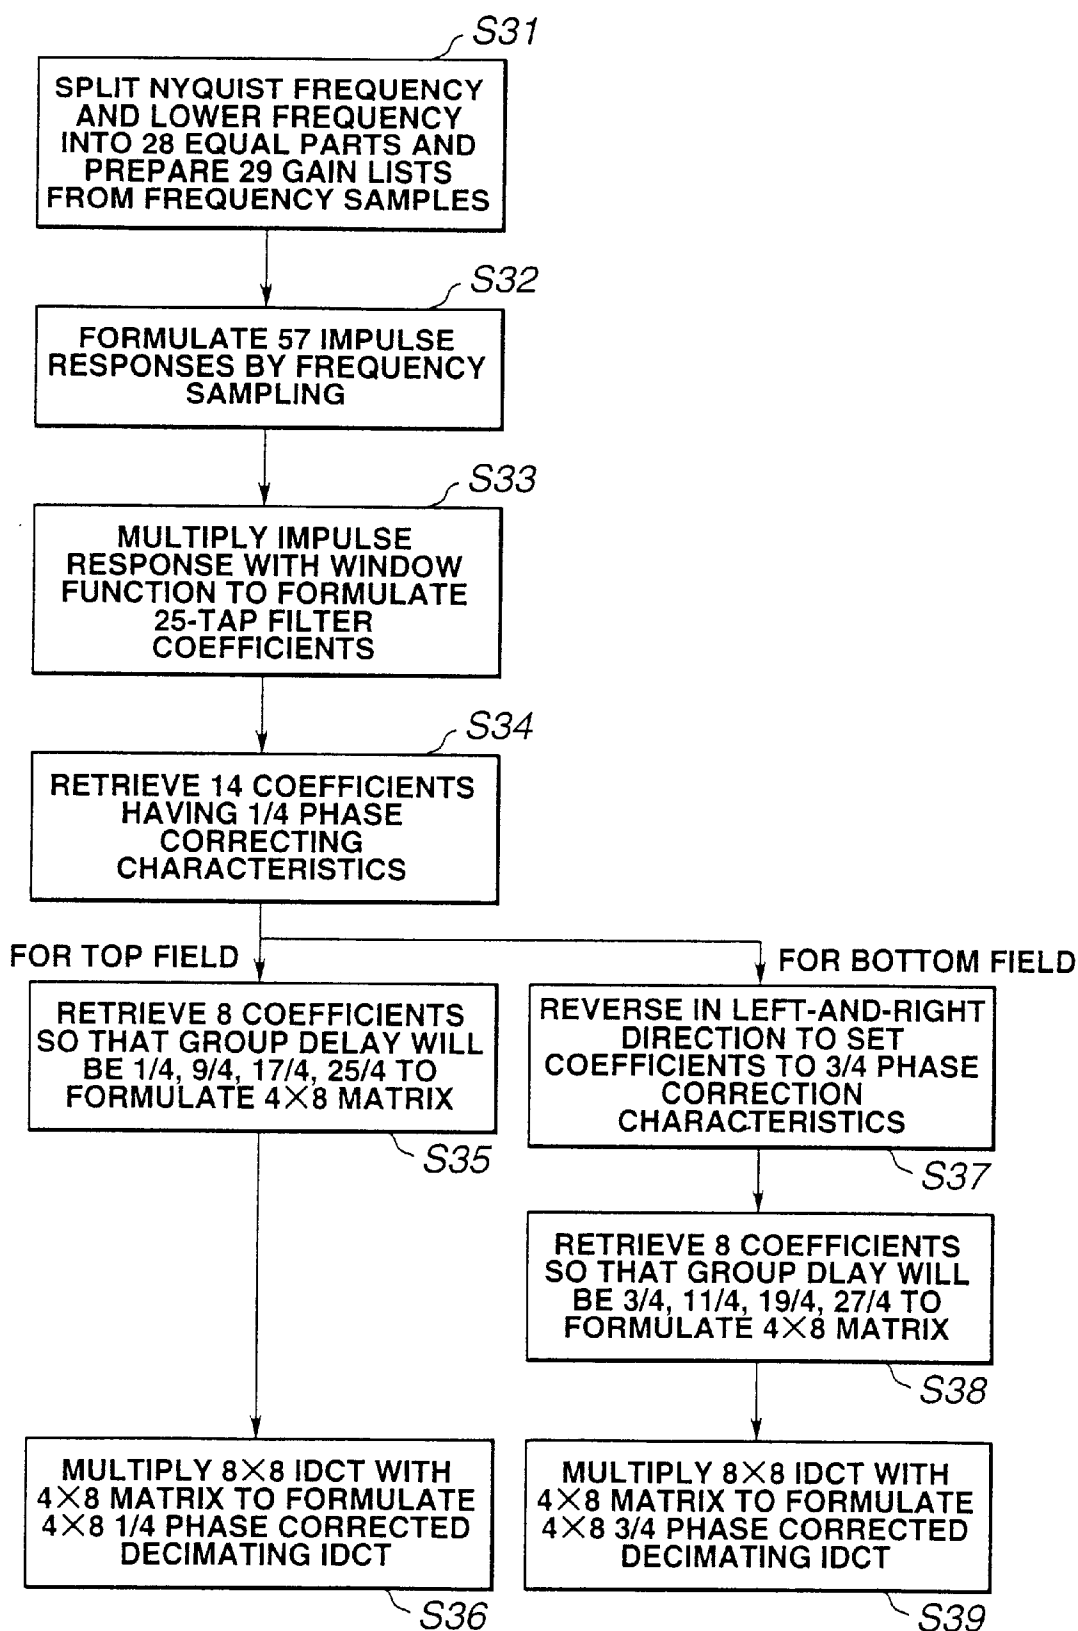 S31
SPLIT NYQUIST FREQUENCY
AND LOWER FREQUENCY
INTO 28 EQUAL PARTS AND
PREPARE 29 GAIN LISTS
FROM FREQUENCY SAMPLES
S32
FORMULATE 57 IMPULSE
RESPONSES BY FREQUENCY
SAMPLING
S33
MULTIPLY IMPULSE
RESPONSE WITH WINDOW
FUNCTION TO FORMULATE
25-TAP FILTER
COEFFICIENTS
S34
RETRIEVE 14 COEFFICIENTS
HAVING 1/4 PHASE
CORRECTING
CHARACTERISTICS
FOR TOP FIELD
RETRIEVE 8 COEFFICIENTS
SO THAT GROUP DELAY WILL
BE 1/4, 9/4, 17/4, 25/4 TO
FORMULATE 4×8 MATRIX
S35
FOR BOTTOM FIELD
REVERSE IN LEFT-AND-RIGHT
DIRECTION TO SET
COEFFICIENTS TO 3/4 PHASE
CORRECTION
CHARACTERISTICS
S37
RETRIEVE 8 COEFFICIENTS
SO THAT GROUP DLAY WILL
BE 3/4, 11/4, 19/4, 27/4 TO
FORMULATE 4×8 MATRIX
S38
MULTIPLY 8×8 IDCT WITH
4×8 MATRIX TO FORMULATE
4×8 1/4 PHASE CORRECTED
DECIMATING IDCT
S36
MULTIPLY 8×8 IDCT WITH
4×8 MATRIX TO FORMULATE
4×8 3/4 PHASE CORRECTED
DECIMATING IDCT
S39